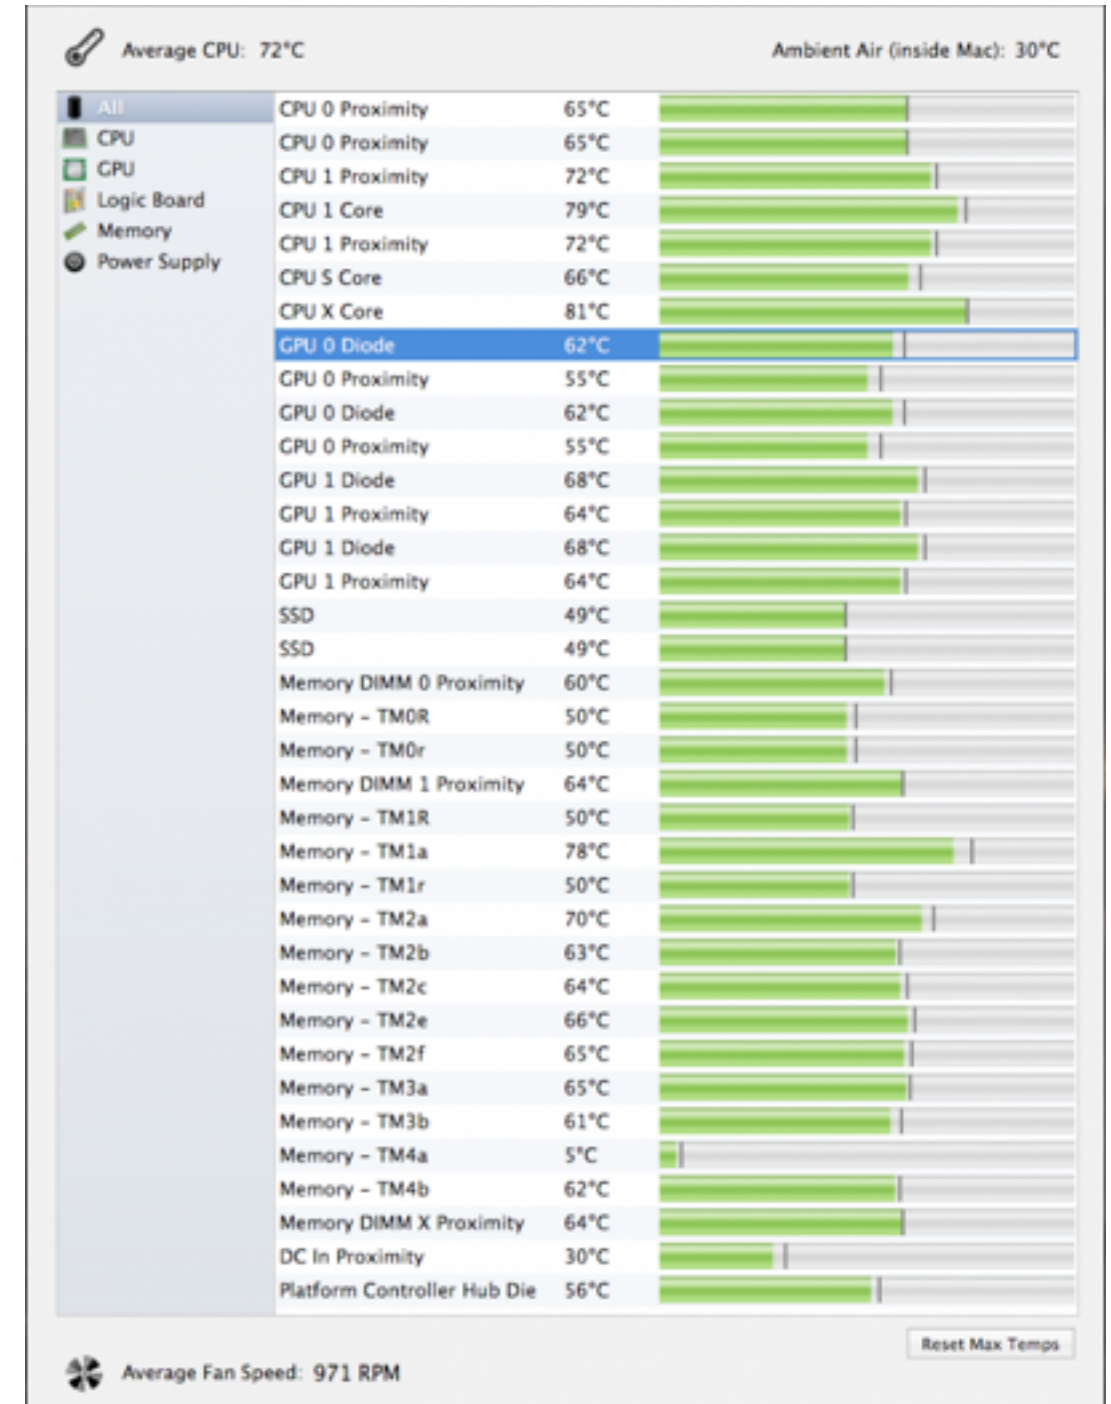 Average CPU: 72°C
Ambient Air (inside Mac): 30°C
All
CPU
GPU
Logic Board
Memory
Power Supply
CPU 0 Proximity 65°C
CPU 0 Proximity 65°C
CPU 1 Proximity 72°C
CPU 1 Core 79°C
CPU 1 Proximity 72°C
CPU S Core 66°C
CPU X Core 81°C
GPU 0 Diode 62°C
GPU 0 Proximity 55°C
GPU 0 Diode 62°C
GPU 0 Proximity 55°C
GPU 1 Diode 68°C
GPU 1 Proximity 64°C
GPU 1 Diode 68°C
GPU 1 Proximity 64°C
SSD 49°C
SSD 49°C
Memory DIMM 0 Proximity 60°C
Memory - TM0R 50°C
Memory - TM0r 50°C
Memory DIMM 1 Proximity 64°C
Memory - TM1R 50°C
Memory - TM1a 78°C
Memory - TM1r 50°C
Memory - TM2a 70°C
Memory - TM2b 63°C
Memory - TM2c 64°C
Memory - TM2e 66°C
Memory - TM2f 65°C
Memory - TM3a 65°C
Memory - TM3b 61°C
Memory - TM4a 5°C
Memory - TM4b 62°C
Memory DIMM X Proximity 64°C
DC In Proximity 30°C
Platform Controller Hub Die 56°C
Reset Max Temps
Average Fan Speed: 971 RPM